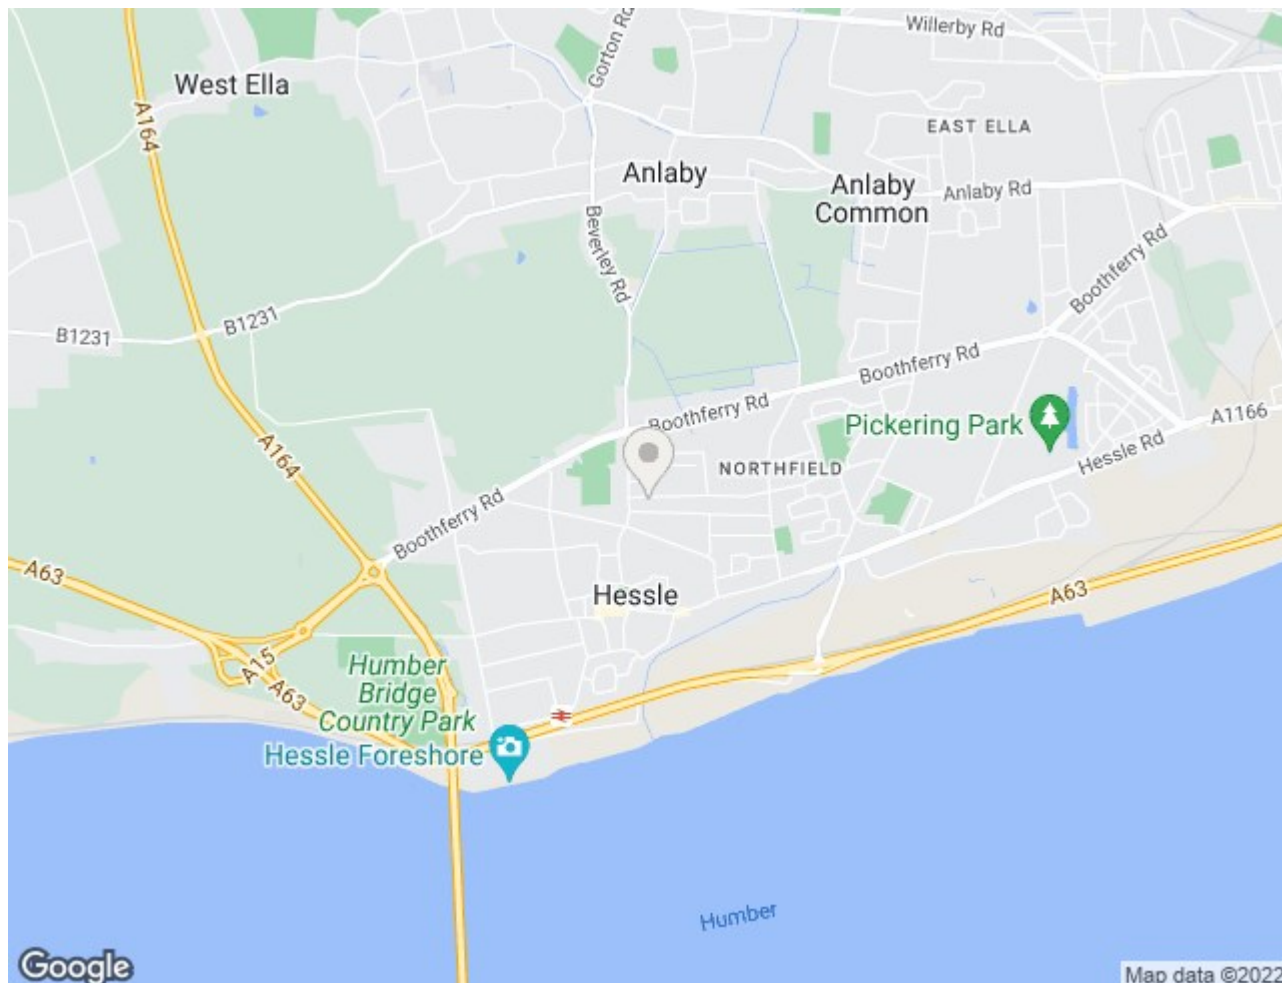 Willerby Rd
Gorton Rd
West Ella
A164
EAST ELLA
Anlaby
Anlaby
Common
Anlaby Rd
Beverley Rd
Boothferry Rd
B1231
B1231
Boothferry Rd
Boothferry Rd
Pickering Park
A1166
Hessle Rd
A164
NORTHFIELD
Boothferry Rd
A63
Hessle
A63
A15
A63
Humber
Bridge
Country Park
Hessle Foreshore
Humber
Google
Map data ©2022